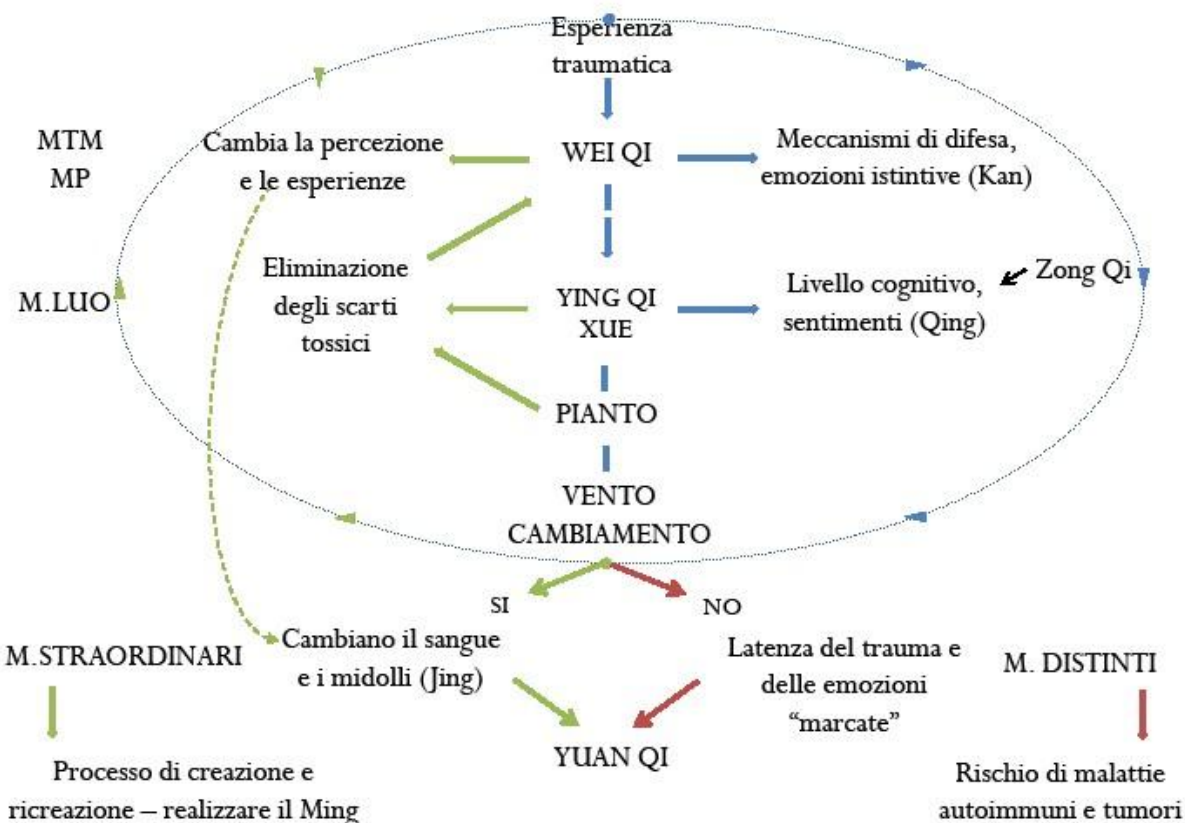 Esperienza
traumatica
MTM
MP
Cambia la percezione
e le esperienze
WEI QI
Meccanismi di difesa,
emozioni istintive (Kan)
M.LUO
Eliminazione
degli scarti
tossici
YING QI
XUE
Livello cognitivo,
sentimenti (Qing)
Zong Qi
PIANTO
VENTO
CAMBIAMENTO
SI
NO
M.STRAORDINARI
Cambiano il sangue
e i midolli (Jing)
Latenza del trauma e
delle emozioni
“marcate”
M. DISTINTI
YUAN QI
Processo di creazione e
ricreazione – realizzare il Ming
Rischio di malattie
autoimmuni e tumori